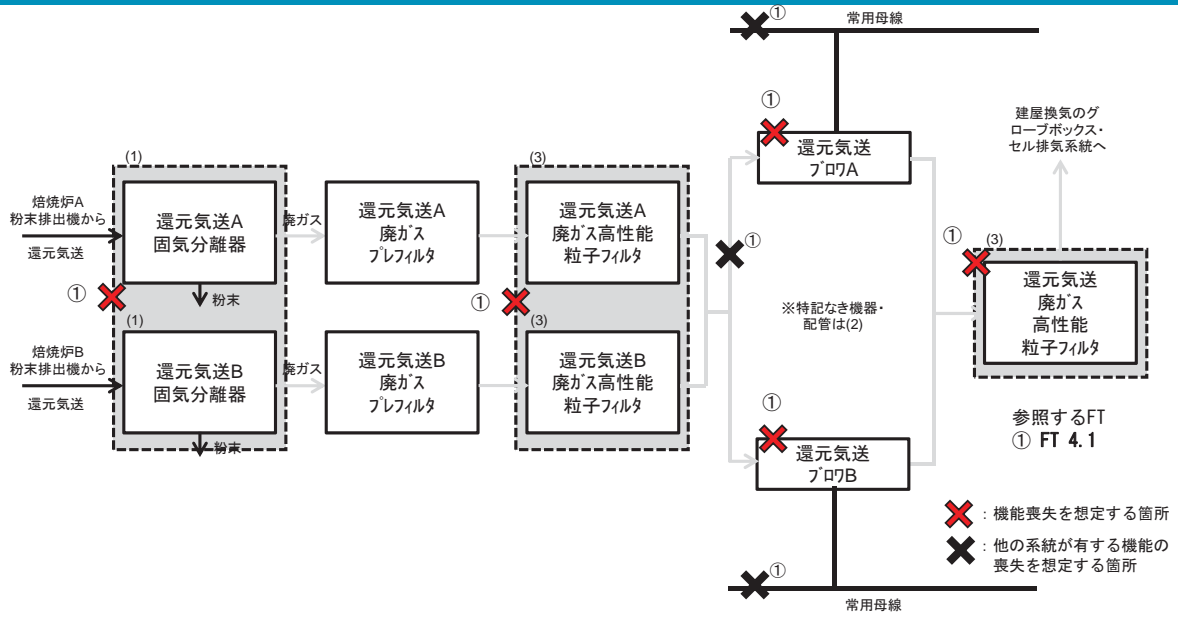 ①
常用母線
①
建屋換気のグ
ローブボックス・
セル排気系統へ
還元気送
ブロワA
(1)
(3)
焙焼炉A
粉末排出機から
還元気送
還元気送A
固気分離器
廃ガス
還元気送A
廃ガス
プレフィルタ
還元気送A
廃ガス高性能
粒子フィルタ
①
①
(3)
還元気送
廃ガス
高性能
粒子フィルタ
①
粉末
①
※特記なき機器・
配管は(2)
(1)
(3)
焙焼炉B
粉末排出機から
還元気送
還元気送B
固気分離器
廃ガス
還元気送B
廃ガス
プレフィルタ
還元気送B
廃ガス高性能
粒子フィルタ
粉末
①
還元気送
ブロワB
参照するFT
① FT 4.1
：機能喪失を想定する箇所
：他の系統が有する機能の
喪失を想定する箇所
①
常用母線